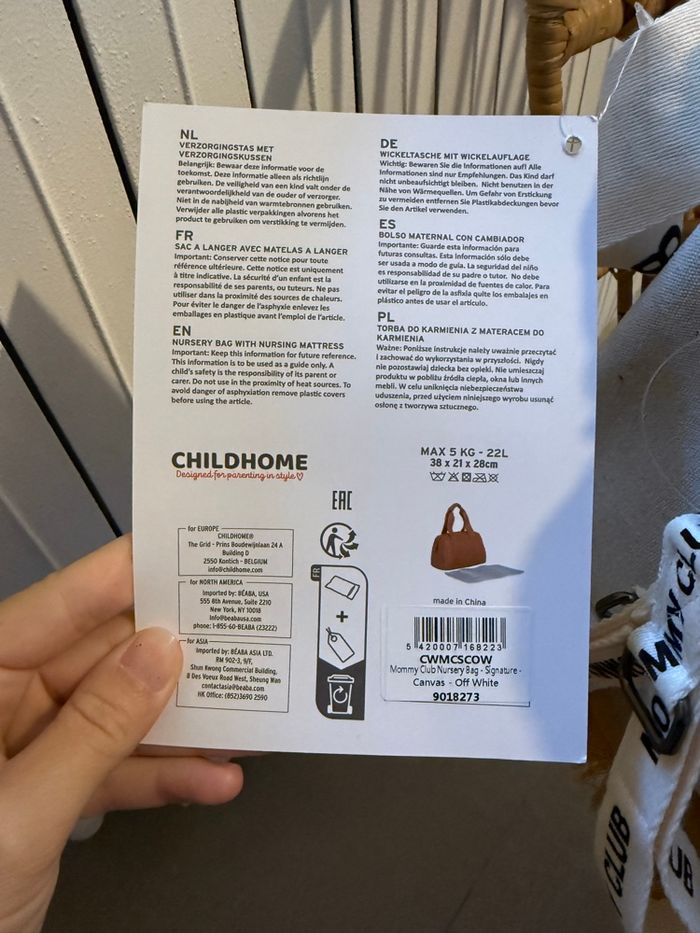 NL
VERZORGINGSTAS MET
VERZORGINGSKUSSEN
Belangrijk: Bewaar deze informatie voor de
toekomst. Deze informatie alleen als richtlijn
gebruiken. De veiligheid van een kind valt onder de
verantwoordelijkheid van de ouder of verzorger.
Niet in de nabijheid van warmtebronnen gebruiken.
Verwijder alle plastic verpakkingen alvorens het
product te gebruiken om verstikking te vermijden.
FR
SAC A LANGER AVEC MATELAS A LANGER
Important: Conserver cette notice pour toute
référence ultérieure. Cette notice est uniquement
à titre indicative. La sécurité d'un enfant est la
responsabilité de ses parents, ou tuteurs. Ne pas
utiliser dans la proximité des sources de chaleurs.
Pour éviter le danger de l'asphyxie enlevez les
emballages en plastique avant l'emploi de l'article.
EN
NURSERY BAG WITH NURSING MATTRESS
Important: Keep this information for future reference.
This information is to be used as a guide only. A
child's safety is the responsibility of its parent or
carer. Do not use in the proximity of heat sources. To
avoid danger of asphyxiation remove plastic covers
before using the article.
DE
WICKELTASCHE MIT WICKELAUFLAGE
Wichtig: Bewaren Sie die Informationen auf! Alle
Informationen sind nur Empfehlungen. Das Kind darf
nicht unbeaufsichtigt bleiben. Nicht benutzen in der
Nähe von Wärmequellen. Um Gefahr von Erstickung
zu vermeiden entfernen Sie Plastikabdeckungen bevor
Sie den Artikel verwenden.
ES
BOLSO MATERNAL CON CAMBIADOR
Importante: Guarde esta información para
futuras consultas. Esta información sólo debe
ser usada a modo de guía. La seguridad del niño
es responsabilidad de su padre o tutor. No debe
utilizarse en la proximidad de fuentes de calor. Para
evitar el peligro de la asfixia quite los embalajes en
plástico antes de usar el artículo.
PL
TORBA DO KARMIENIA Z MATERACEM DO
KARMIENIA
Ważne: Poniższe instrukcje należy uważnie przeczytać
i zachować do wykorzystania w przyszłości. Nigdy
nie pozostawiaj dziecka bez opieki. Nie umieszczaj
produktu w pobliżu źródła ciepła, okna lub innych
mebli. W celu uniknięcia niebezpieczeństwa
uduszenia, przed użyciem niniejszego wyrobu usunąć
osłonę z tworzywa sztucznego.
CHILDHOME
Designed for parenting in style
MAX 5 KG - 22L
38 x 21 x 28cm
EAC
for EUROPE
CHILDHOME®
The Grid - Prins Boudewijnlaan 24 A
Building D
2550 Kontich - BELGIUM
info@childhome.com
for NORTH AMERICA
Imported by: BÉABA, USA
555 8th Avenue, Suite 2210
New York, NY 10018
Info@beabausa.com
phone: 1-855-60-BEABA (23222)
for ASIA
Imported by: BÉABA ASIA LTD.
RM 902-3, 9/F,
Shun Kwong Commercial Building,
8 Des Voeux Road West, Sheung Wan
contactasia@beaba.com
HK Office: (852)3690 2590
FR
+
made in China
5 420007 168223
CWMCSCOW
Mommy Club Nursery Bag - Signature -
Canvas - Off White
9018273
MMY CLU
MO
CLUB
UB